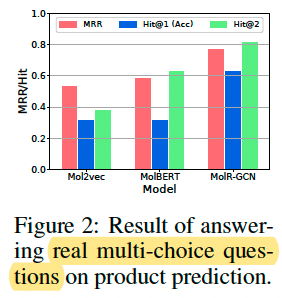 MRR Hit@1 (Acc) Hit@2
1.0
0.8
0.6
0.4
0.2
0.0
MRR/Hit
Mol2vec MolBERT MolR-GCN
Model
Figure 2: Result of answer-
ing real multi-choice ques-
tions on product prediction.